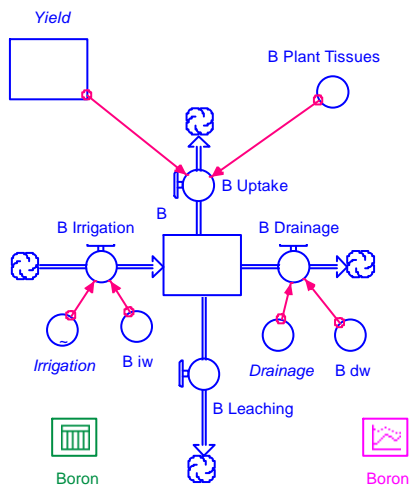 Yield
B Plant Tissues
B Uptake
B
B Irrigation
B Drainage
~
Irrigation
B iw
Drainage
B dw
B Leaching
Boron
Boron